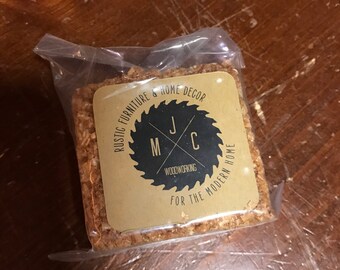 RUSTIC FURNITURE & HOME DECOR
J
M C
WOODWORKING
FOR THE MODERN HOME